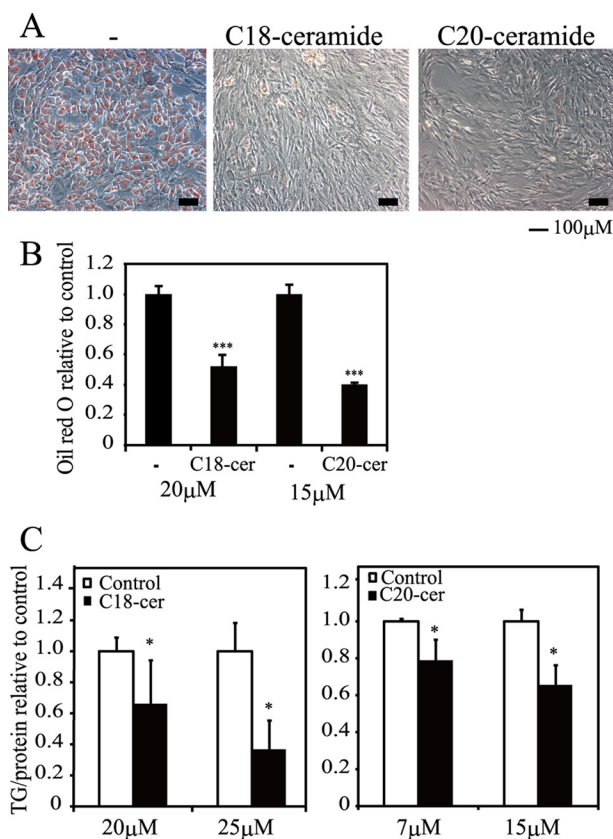 A
- C18-ceramide C20-ceramide
100µM
B
Oil red O relative to control
1.2
1.0
0.8
0.6
0.4
0.2
0
*** ***
- C18-cer - C20-cer
20µM 15µM
C
TG/protein relative to control
1.4
1.2
1.0
0.8
0.6
0.4
0.2
0
Control
C18-cer
* *
20µM 25µM
1.2
1.0
0.8
0.6
0.4
0.2
0
Control
C20-cer
* *
7µM 15µM